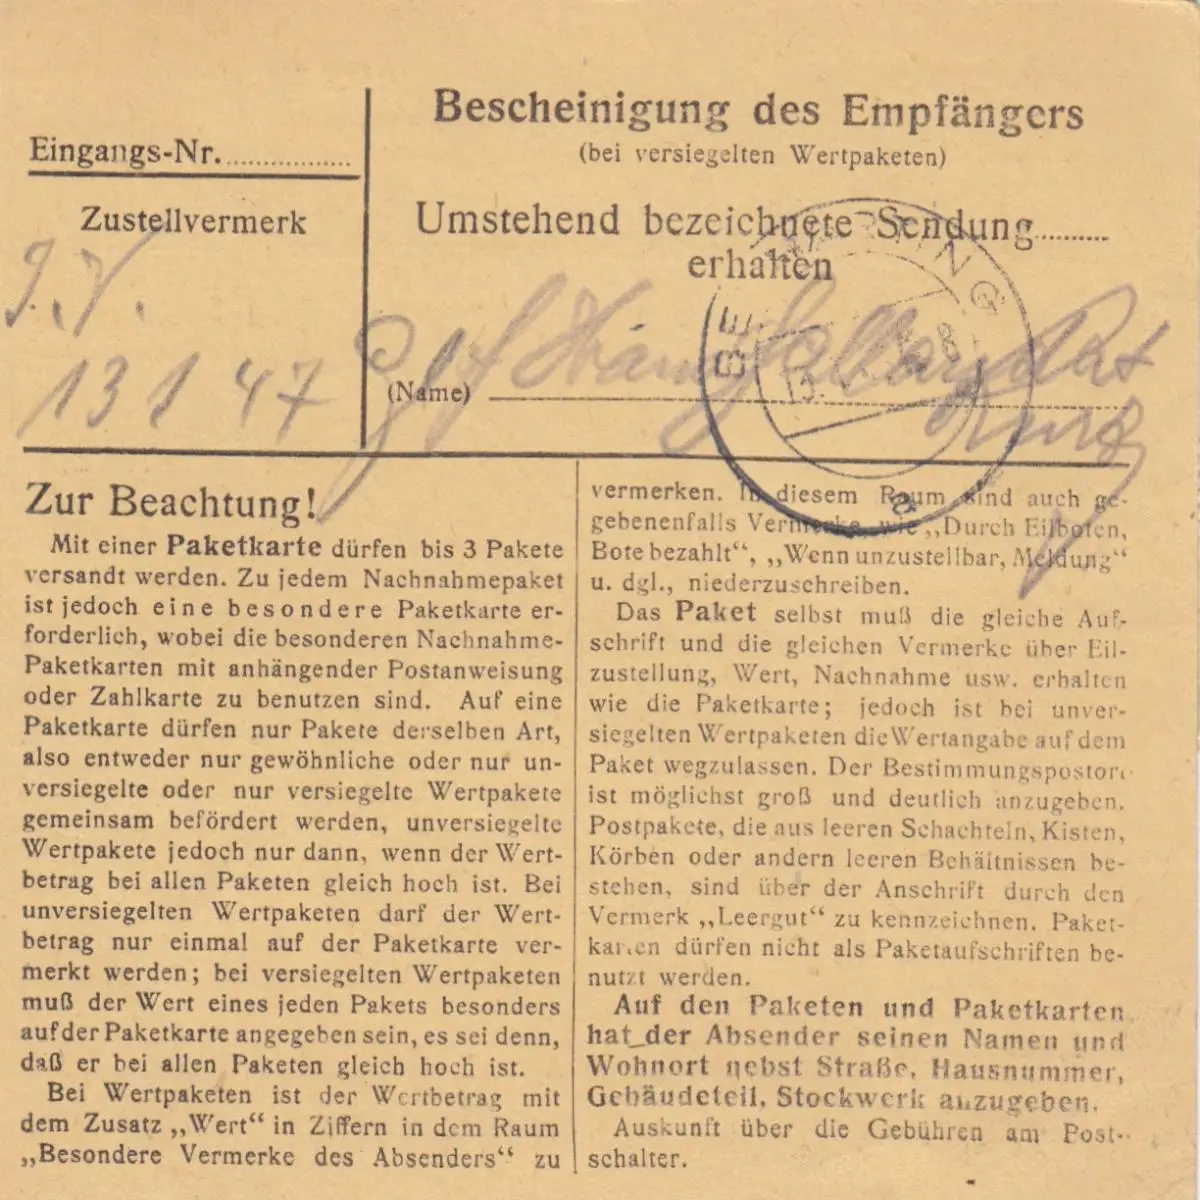 Eingangs-Nr.
Zustellvermerk
J.V.
13 1 47
Bescheinigung des Empfängers
(bei versiegelten Wertpaketen)
Umstehend bezeichnete Sendung
erhalten
(Name)
Zur Beachtung!
Mit einer Paketkarte dürfen bis 3 Pakete
versandt werden. Zu jedem Nachnahmepaket
ist jedoch eine besondere Paketkarte er-
forderlich, wobei die besonderen Nachnahme-
Paketkarten mit anhängender Postanweisung
oder Zahlkarte zu benutzen sind. Auf eine
Paketkarte dürfen nur Pakete derselben Art,
also entweder nur gewöhnliche oder nur un-
versiegelte oder nur versiegelte Wertpakete
gemeinsam befördert werden, unversiegelte
Wertpakete jedoch nur dann, wenn der Wert-
betrag bei allen Paketen gleich hoch ist. Bei
unversiegelten Wertpaketen darf der Wert-
betrag nur einmal auf der Paketkarte ver-
merkt werden; bei versiegelten Wertpaketen
muß der Wert eines jeden Pakets besonders
auf der Paketkarte angegeben sein, es sei denn,
daß er bei allen Paketen gleich hoch ist.
Bei Wertpaketen ist der Wertbetrag mit
dem Zusatz „Wert“ in Ziffern in dem Raum
„Besondere Vermerke des Absenders“ zu
vermerken. In diesem Raum sind auch ge-
gebenenfalls Vermerke wie „Durch Eilboten,
Bote bezahlt“, „Wenn unzustellbar, Meldung“
u. dgl., niederzuschreiben.
Das Paket selbst muß die gleiche Auf-
schrift und die gleichen Vermerke über Eil-
zustellung, Wert, Nachnahme usw. erhalten
wie die Paketkarte; jedoch ist bei unver-
siegelten Wertpaketen die Wertangabe auf dem
Paket wegzulassen. Der Bestimmungspostort
ist möglichst groß und deutlich anzugeben.
Postpakete, die aus leeren Schachteln, Kisten,
Körben oder andern leeren Behältnissen be-
stehen, sind über der Anschrift durch den
Vermerk „Leergut“ zu kennzeichnen. Paket-
karten dürfen nicht als Paketaufschriften be-
nutzt werden.
Auf den Paketen und Paketkarten
hat der Absender seinen Namen und
Wohnort nebst Straße, Hausnummer,
Gebäudeteil, Stockwerk anzugeben.
Auskunft über die Gebühren am Post-
schalter.